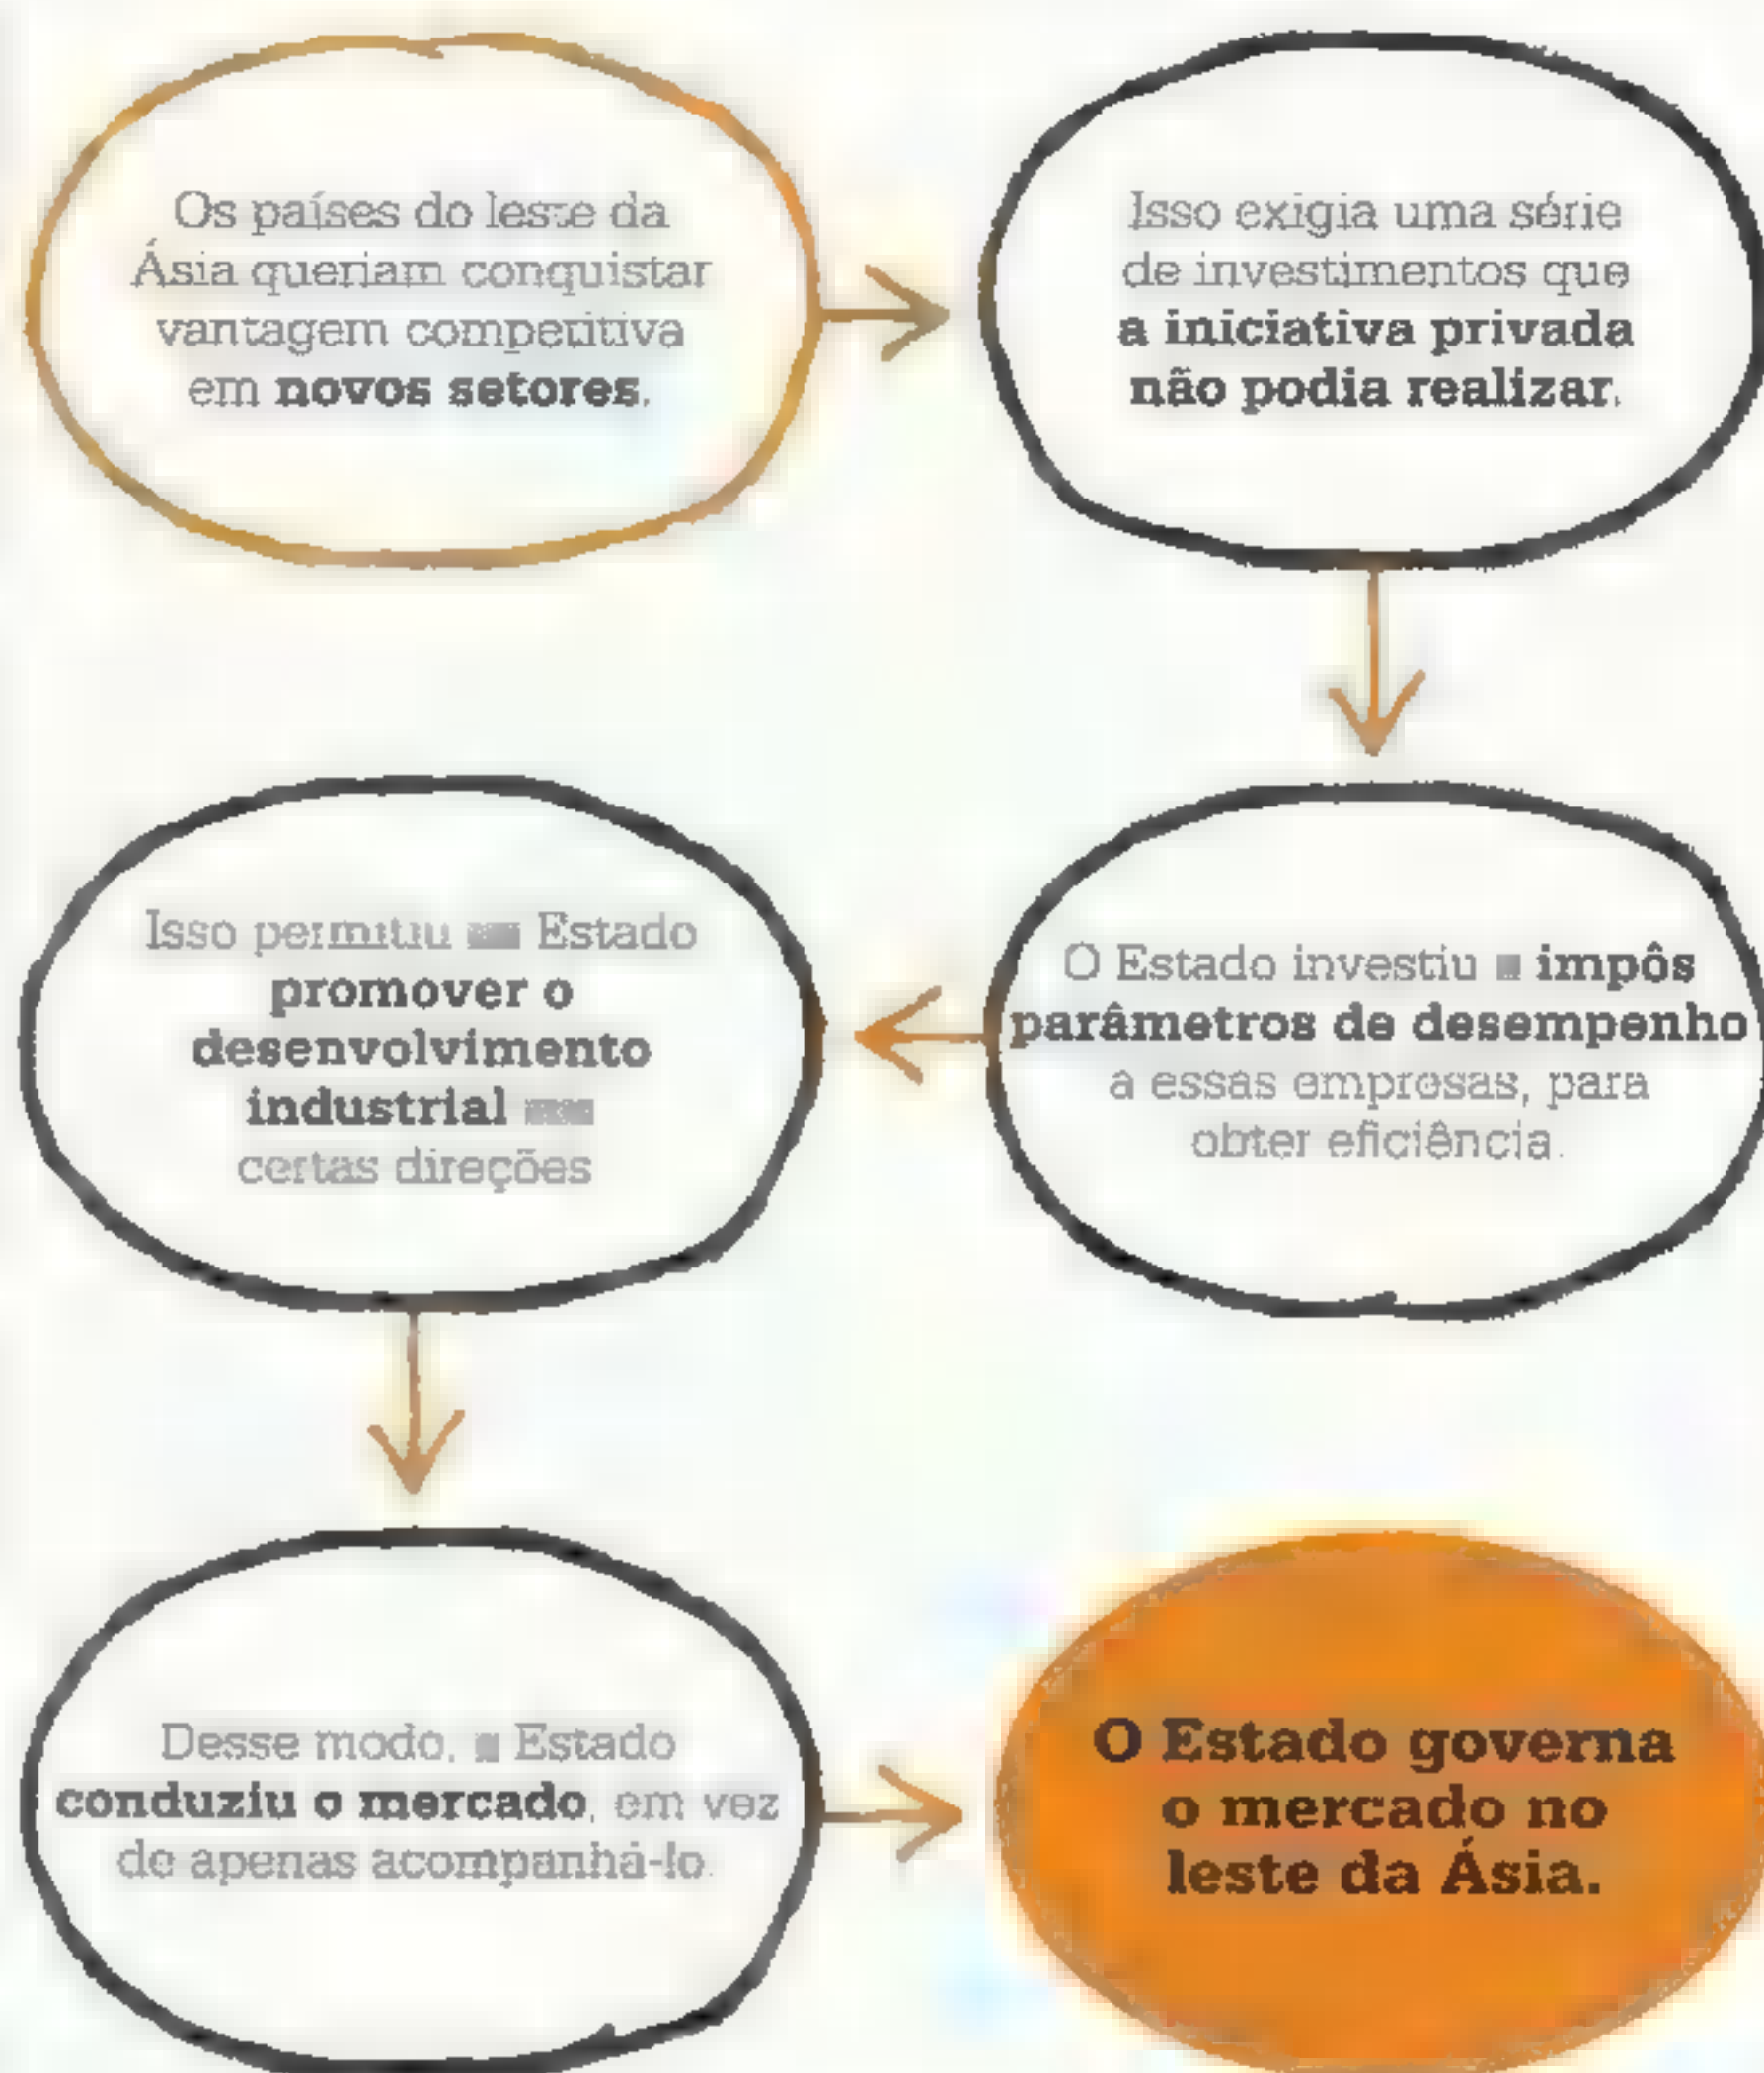 Os países do leste da
Ásia queriam conquistar
vantagem competitiva
em novos setores.
Isso exigia uma série
de investimentos que
a iniciativa privada
não podia realizar.
O Estado investiu impôs
parâmetros de desempenho
a essas empresas, para
obter eficiência.
Isso permitiu Estado
promover o
desenvolvimento
industrial
certas direções
Desse modo, Estado
conduziu o mercado, em vez
de apenas acompanhá-lo.
O Estado governa
o mercado no
leste da Ásia.